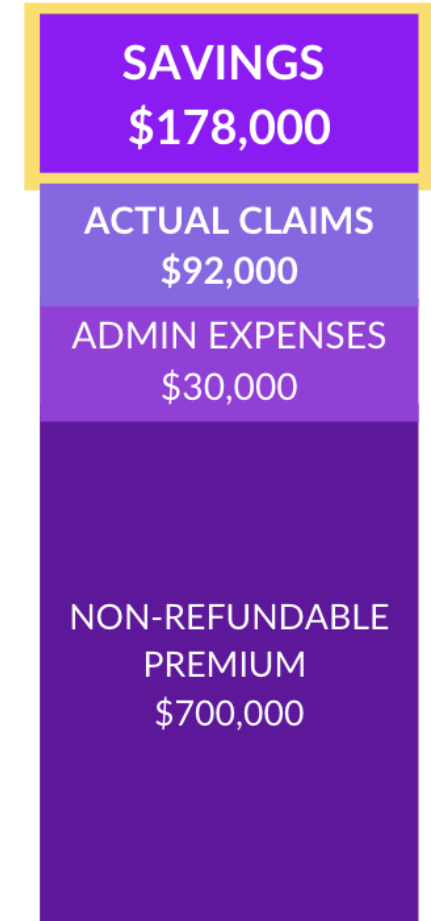 SAVINGS
$178,000
ACTUAL CLAIMS
$92,000
ADMIN EXPENSES
$30,000
NON-REFUNDABLE
PREMIUM
$700,000